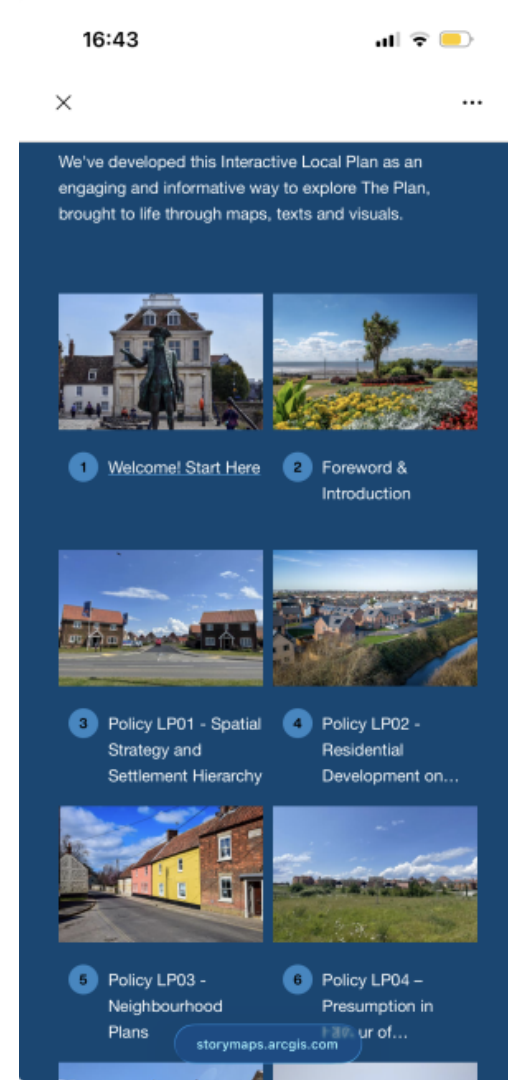 16:43
We've developed this Interactive Local Plan as an
engaging and informative way to explore The Plan,
brought to life through maps, texts and visuals.
1 Welcome! Start Here
2 Foreword &
Introduction
3 Policy LP01 - Spatial
Strategy and
Settlement Hierarchy
4 Policy LP02 -
Residential
Development on...
5 Policy LP03 -
Neighbourhood
Plans
6 Policy LP04 –
Presumption in
ur of...
storymaps.arcgis.com